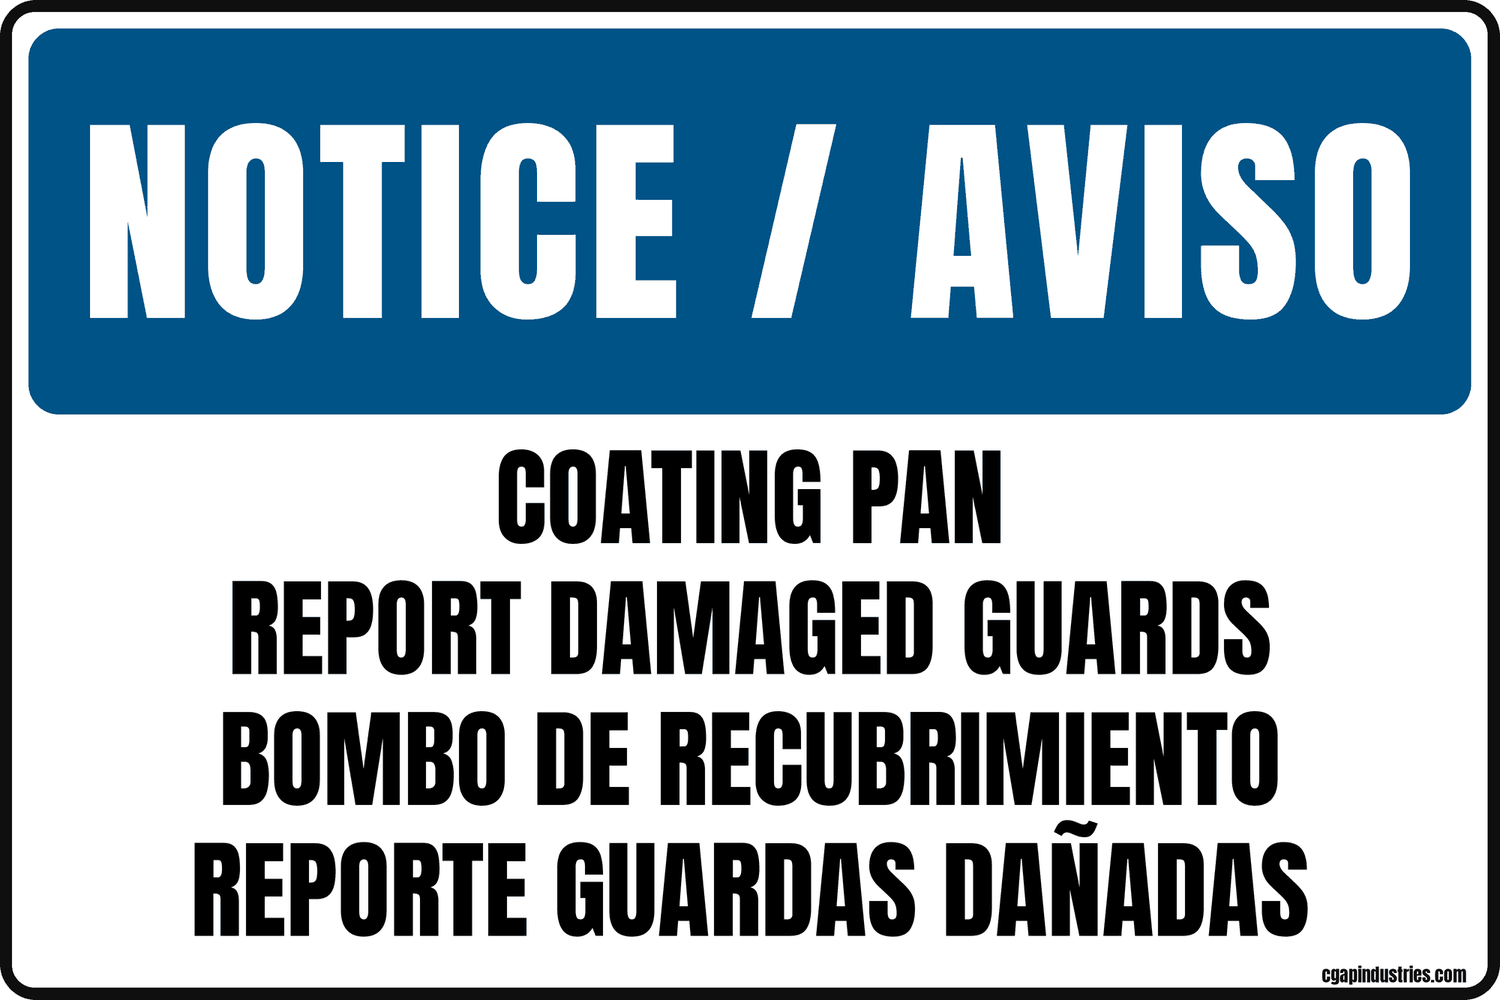 NOTICE / AVISO
COATING PAN
REPORT DAMAGED GUARDS
BOMBO DE RECUBRIMIENTO
REPORTE GUARDAS DAÑADAS
cgapindustries.com